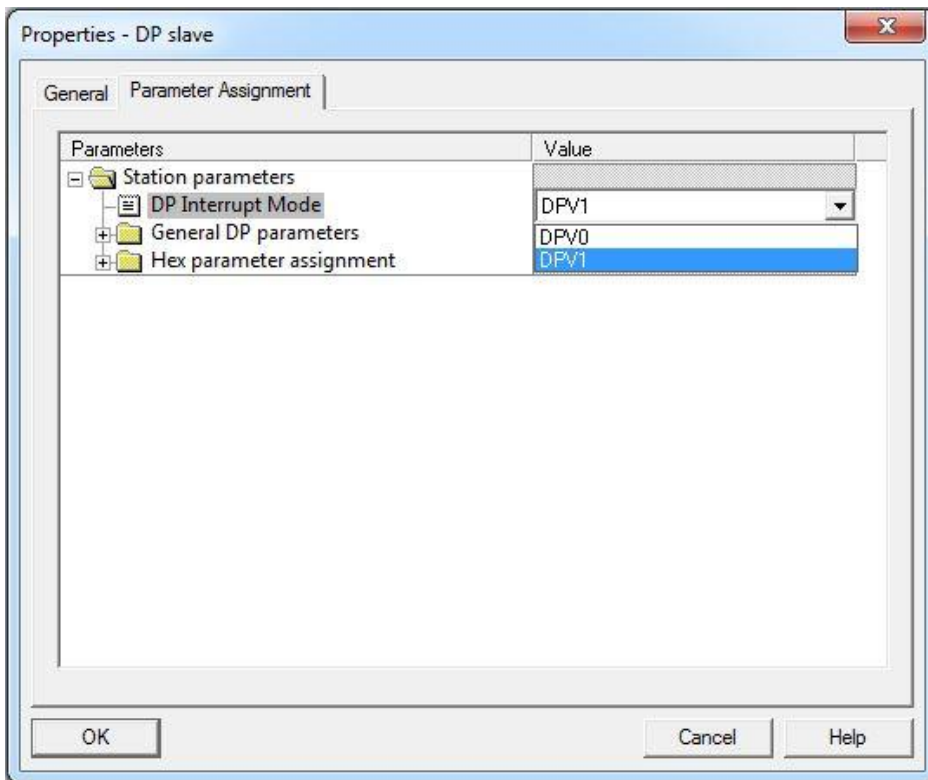 Properties - DP slave
General Parameter Assignment
Parameters Value
Station parameters
DP Interrupt Mode DPV1
General DP parameters DPV0
Hex parameter assignment DPV1
OK Cancel Help